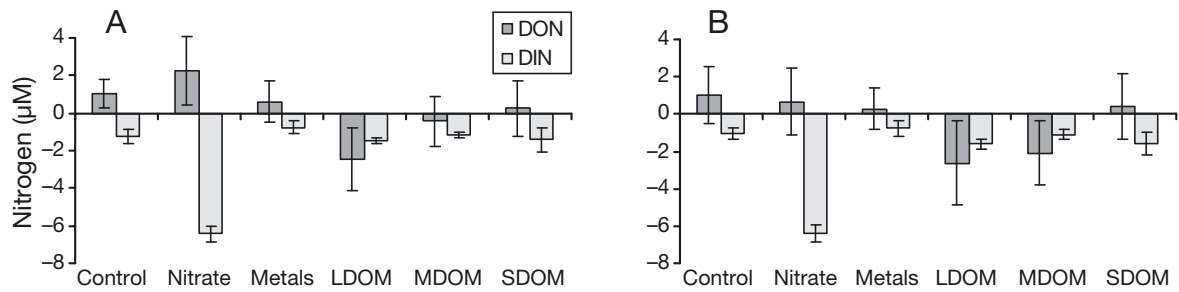 A
DON
DIN
Nitrogen (µM)
4
2
0
–2
–4
–6
–8
Control Nitrate Metals LDOM MDOM SDOM
B
4
2
0
–2
–4
–6
–8
Control Nitrate Metals LDOM MDOM SDOM